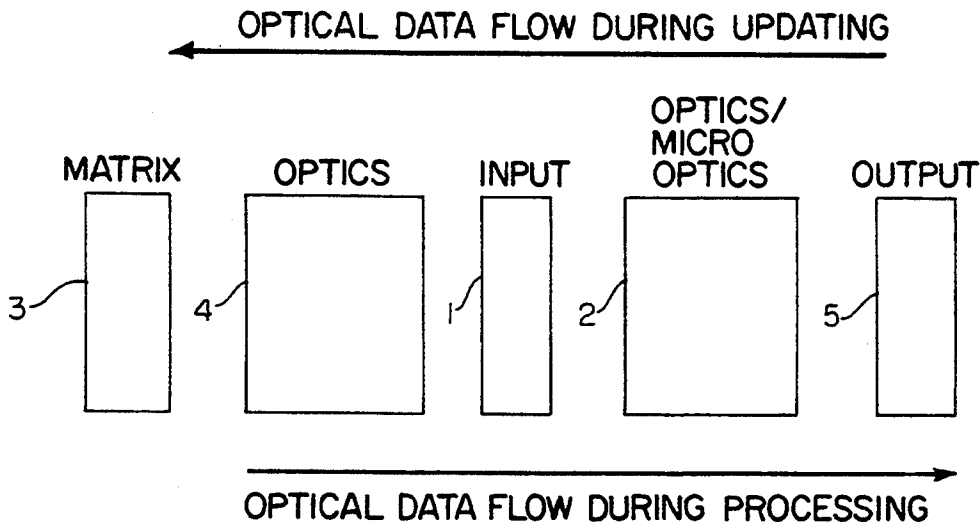 OPTICAL DATA FLOW DURING UPDATING
OPTICS/
MICRO
OPTICS
MATRIX
OPTICS
INPUT
OUTPUT
3
4
1
2
5
OPTICAL DATA FLOW DURING PROCESSING